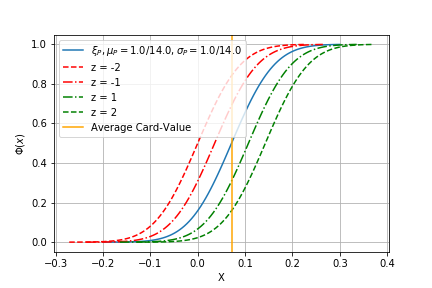 ξ_P, μ_P = 1.0/14.0, σ_P = 1.0/14.0
z = -2
z = -1
z = 1
z = 2
Average Card-Value
1.0
0.8
0.6
0.4
0.2
0.0
Φ(x)
−0.3 −0.2 −0.1 0.0 0.1 0.2 0.3 0.4
X